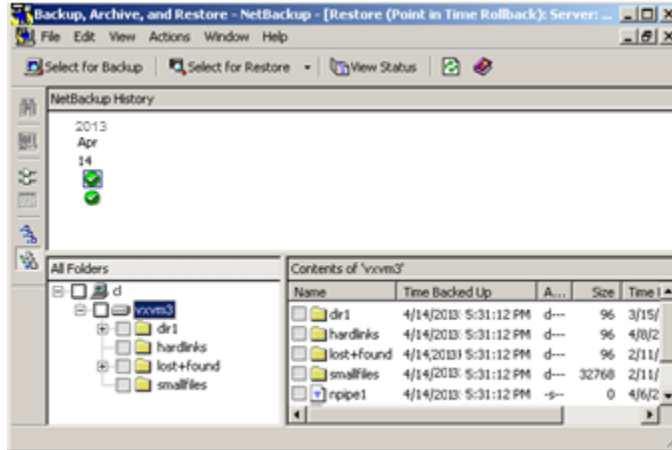 Backup, Archive, and Restore - NetBackup - [Restore (Point in Time Rollback): Server: ...
File Edit View Actions Window Help
Select for Backup Select for Restore View Status
NetBackup History
2013
Apr
14
All Folders
d
vxvm3
dir1
hardlinks
lost+found
smallfiles
Contents of 'vxvm3'
Name Time Backed Up A... Size Time
dir1 4/14/2013 5:31:12 PM d--- 96 3/15/
hardlinks 4/14/2013 5:31:12 PM d--- 96 4/8/2
lost+found 4/14/2013 5:31:12 PM d--- 96 2/11/
smallfiles 4/14/2013 5:31:12 PM d--- 32768 2/11/
npipe1 4/14/2013 5:31:12 PM -s-- 0 4/6/2